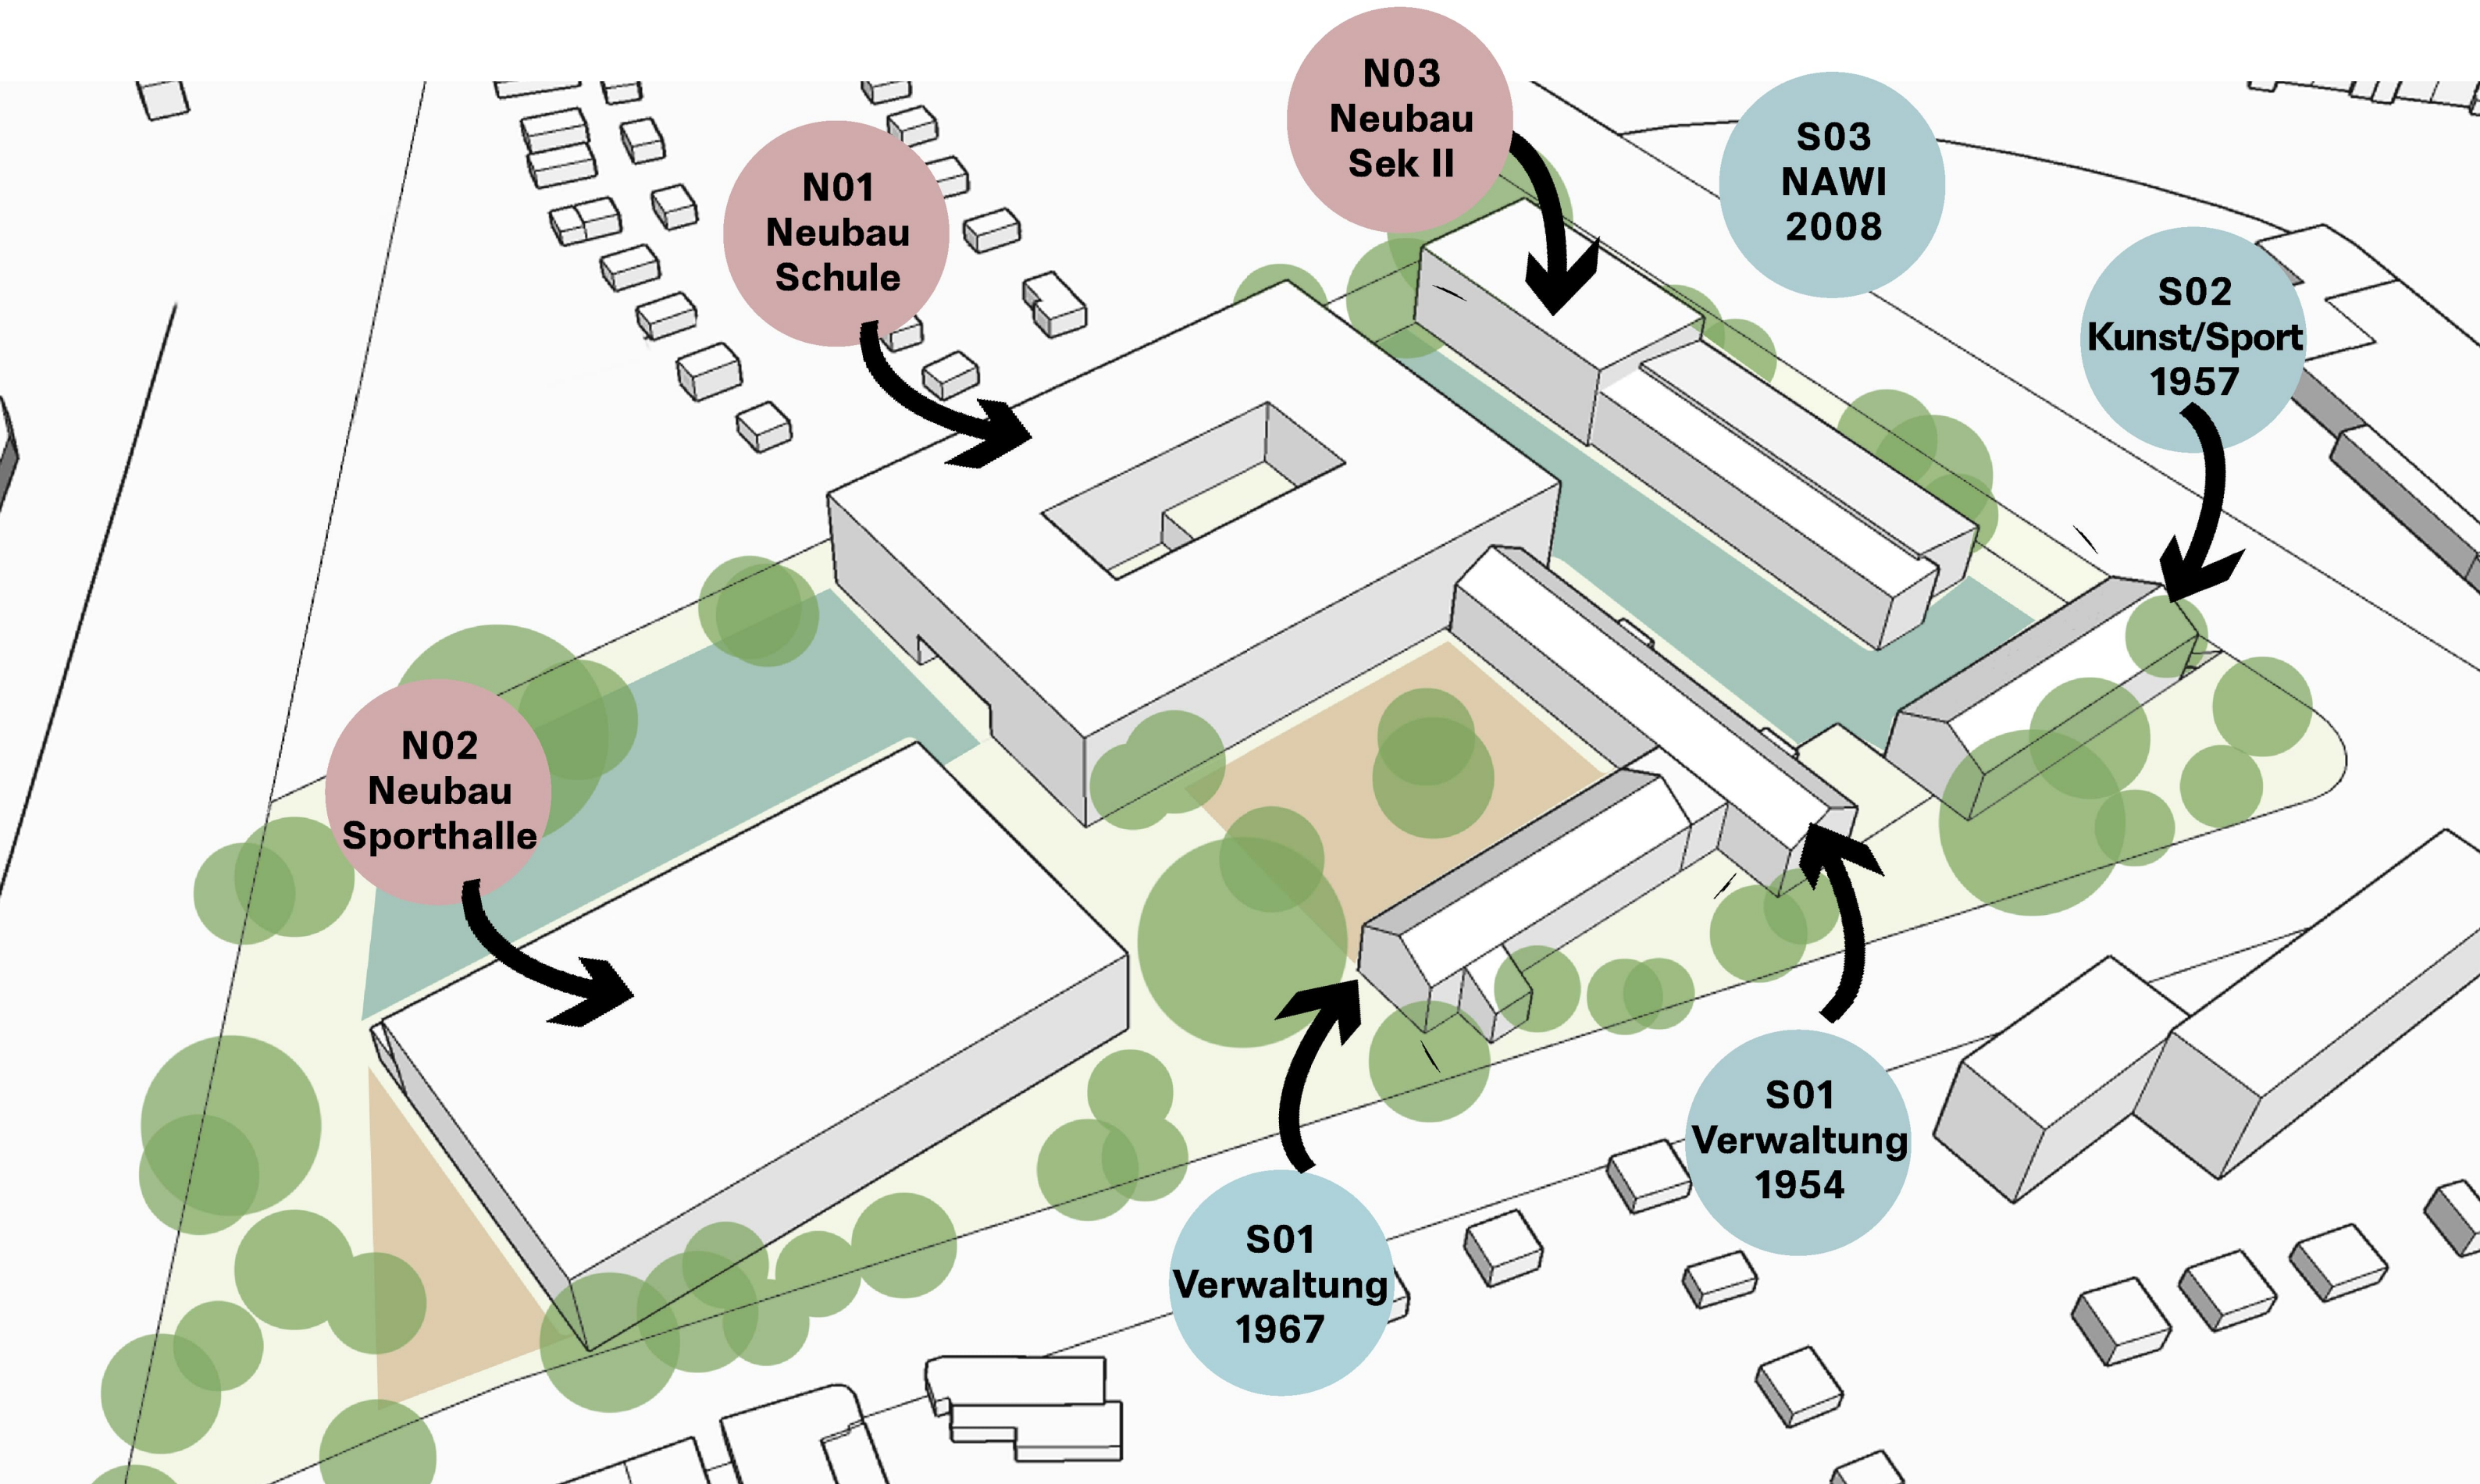 N03
Neubau
Sek II
S03
NAWI
2008
N01
Neubau
Schule
S02
Kunst/Sport
1957
N02
Neubau
Sporthalle
S01
Verwaltung
1954
S01
Verwaltung
1967